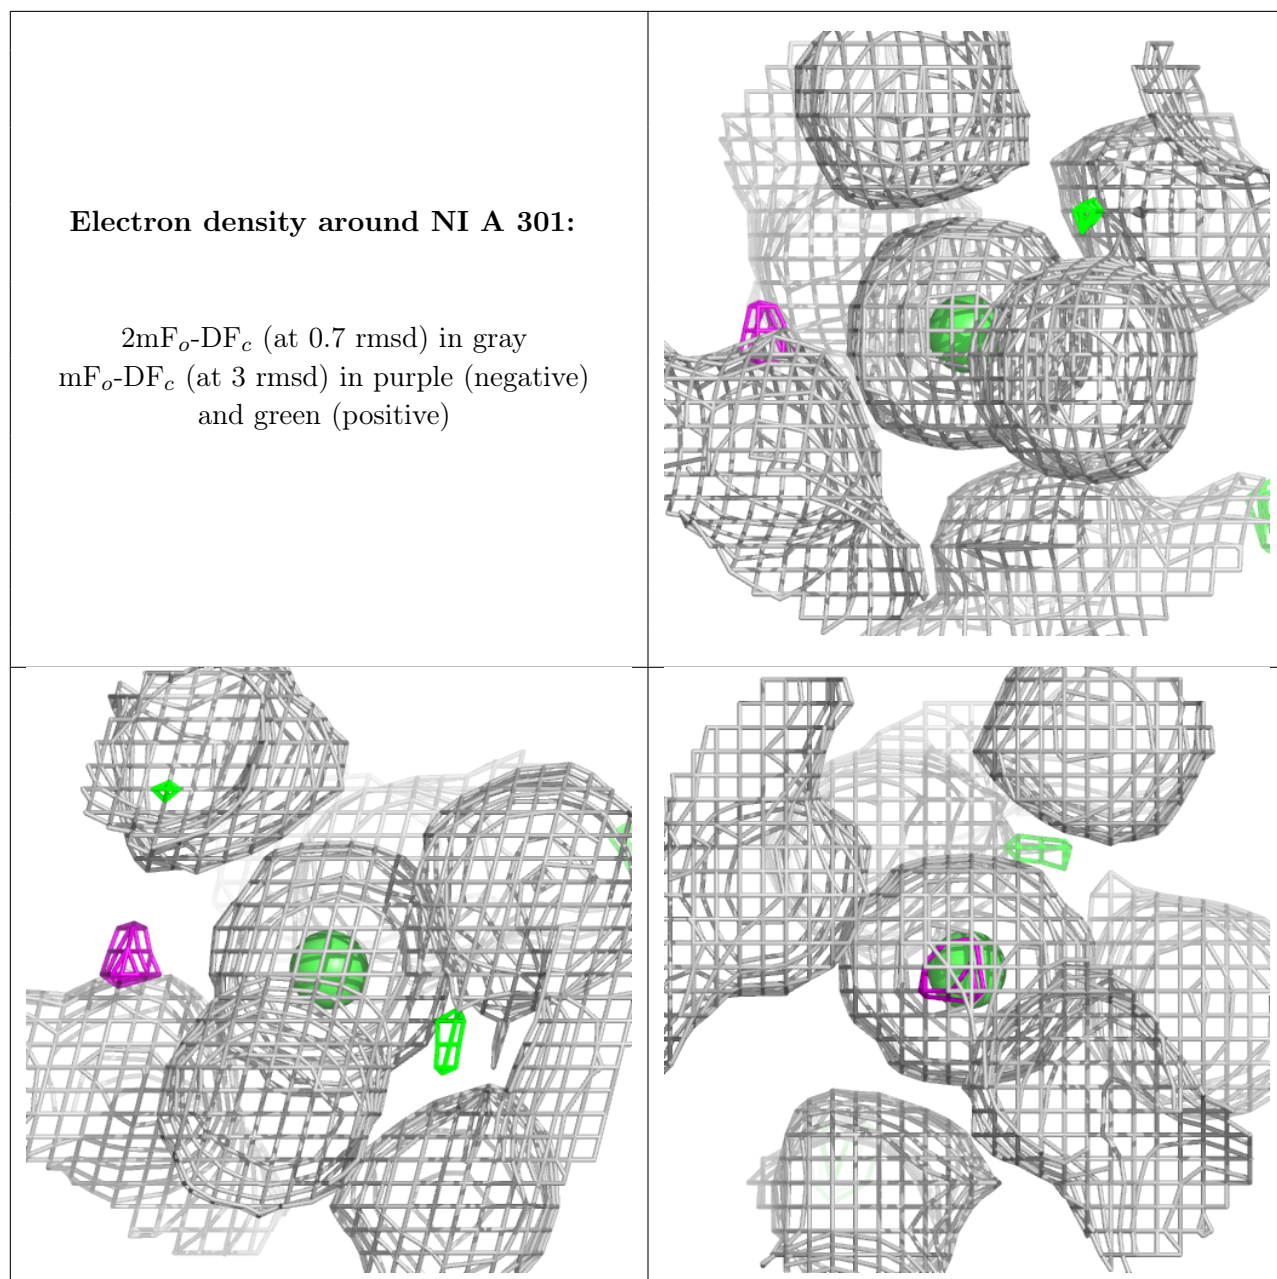 Electron density around NI A 301:
2mFo-DFc (at 0.7 rmsd) in gray
mFo-DFc (at 3 rmsd) in purple (negative)
and green (positive)